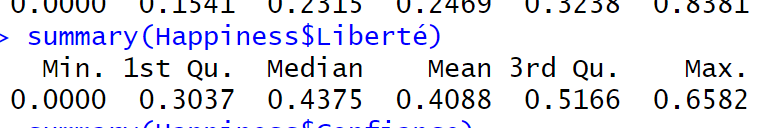 0.0000 0.1541 0.2315 0.2469 0.3238 0.8381
> summary(Happiness$Liberté)
Min. 1st Qu. Median Mean 3rd Qu. Max.
0.0000 0.3037 0.4375 0.4088 0.5166 0.6582
summary(Happiness$Confiance)